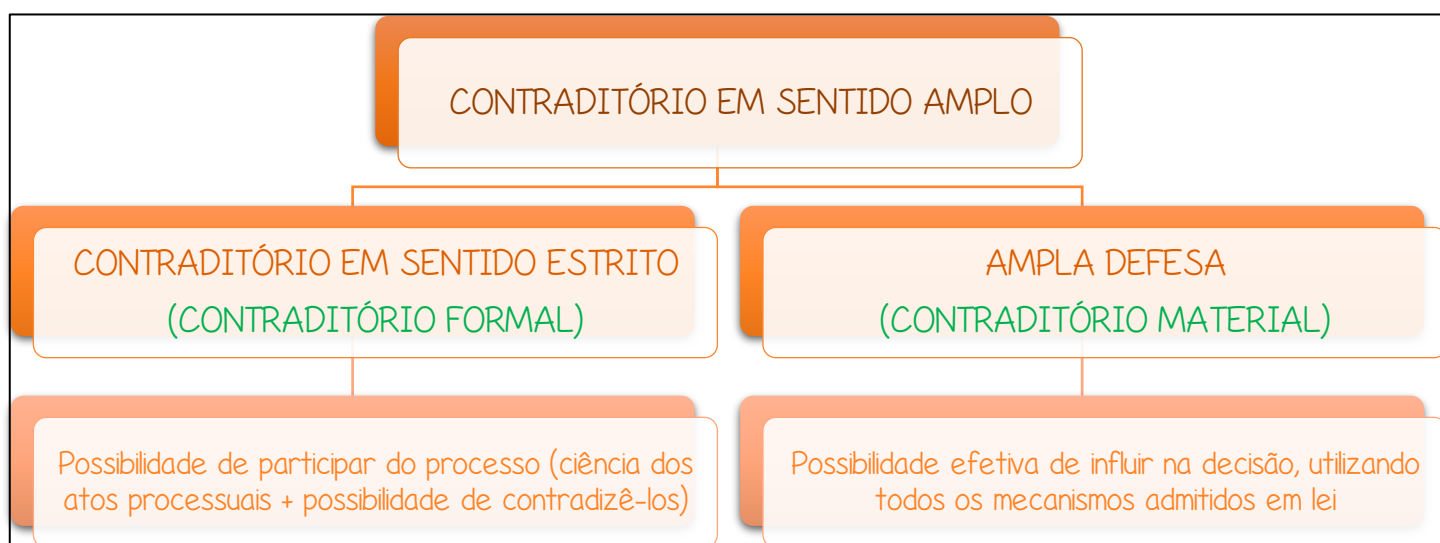 CONTRADITÓRIO EM SENTIDO AMPLO
CONTRADITÓRIO EM SENTIDO ESTRITO
(CONTRADITÓRIO FORMAL)
AMPLA DEFESA
(CONTRADITÓRIO MATERIAL)
Possibilidade de participar do processo (ciência dos
atos processuais + possibilidade de contradizê-los)
Possibilidade efetiva de influir na decisão, utilizando
todos os mecanismos admitidos em lei